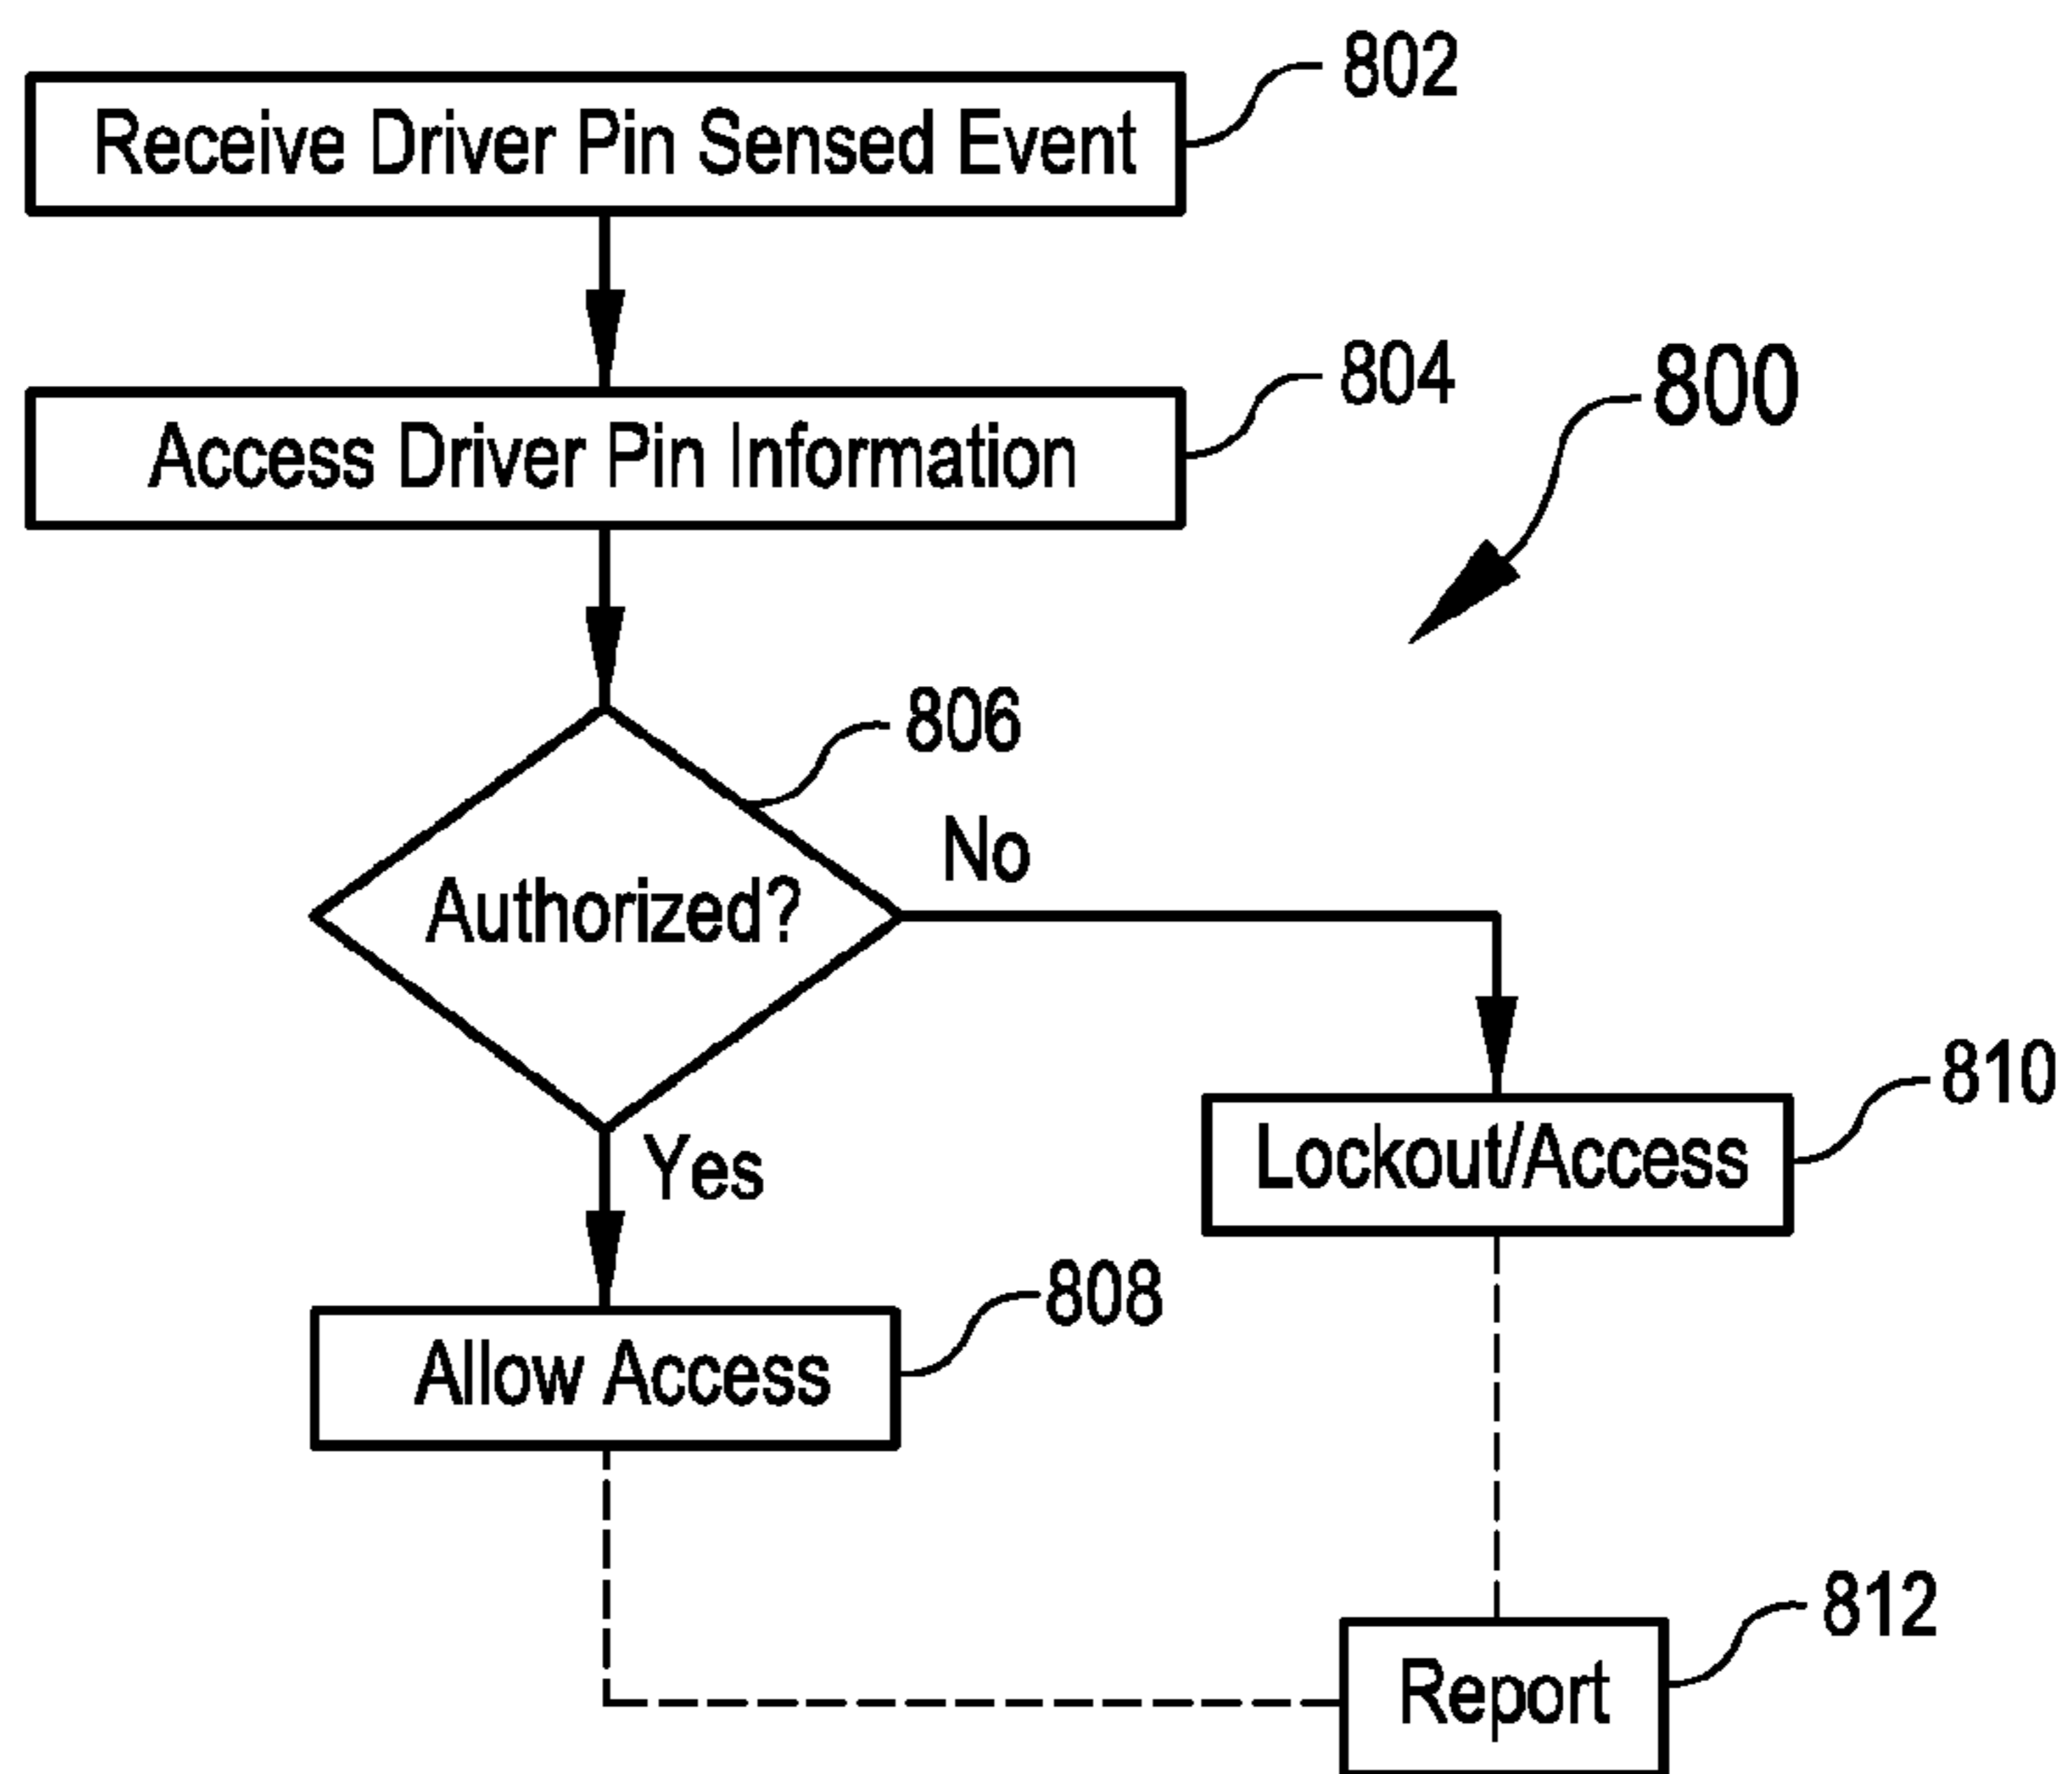 802
Receive Driver Pin Sensed Event
804
800
Access Driver Pin Information
806
No
Authorized?
810
Yes
Lockout/Access
808
Allow Access
812
Report